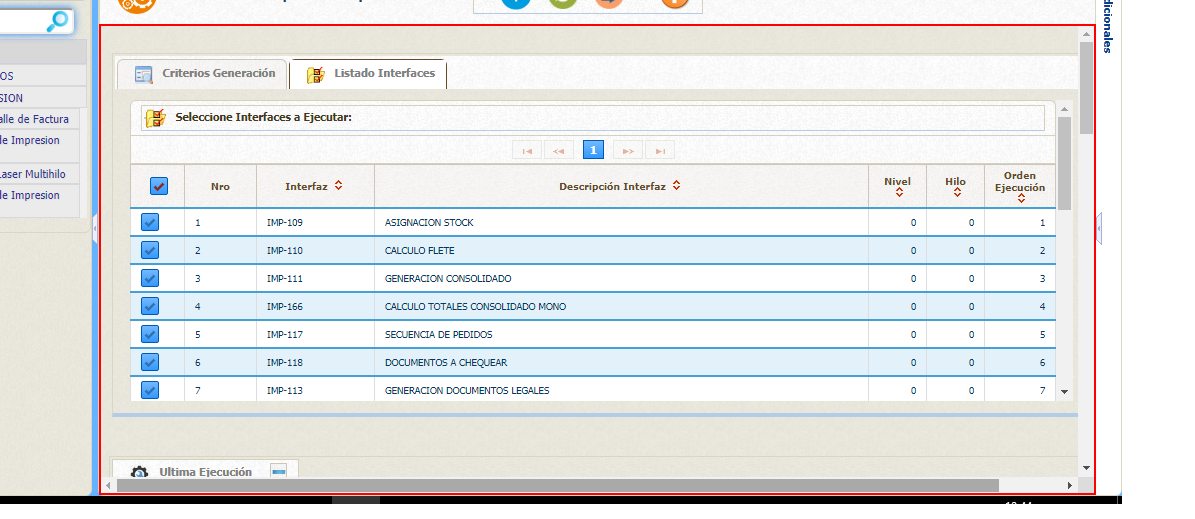 dicionales
OS
SION
alle de Factura
de Impresion
Laser Multihilo
de Impresion
Criterios Generación
Listado Interfaces
Seleccione Interfaces a Ejecutar:
1
Nro Interfaz Descripción Interfaz Nivel Hilo Orden Ejecución
1 IMP-109 ASIGNACION STOCK 0 0 1
2 IMP-110 CALCULO FLETE 0 0 2
3 IMP-111 GENERACION CONSOLIDADO 0 0 3
4 IMP-166 CALCULO TOTALES CONSOLIDADO MONO 0 0 4
5 IMP-117 SECUENCIA DE PEDIDOS 0 0 5
6 IMP-118 DOCUMENTOS A CHEQUEAR 0 0 6
7 IMP-113 GENERACION DOCUMENTOS LEGALES 0 0 7
Ultima Ejecución